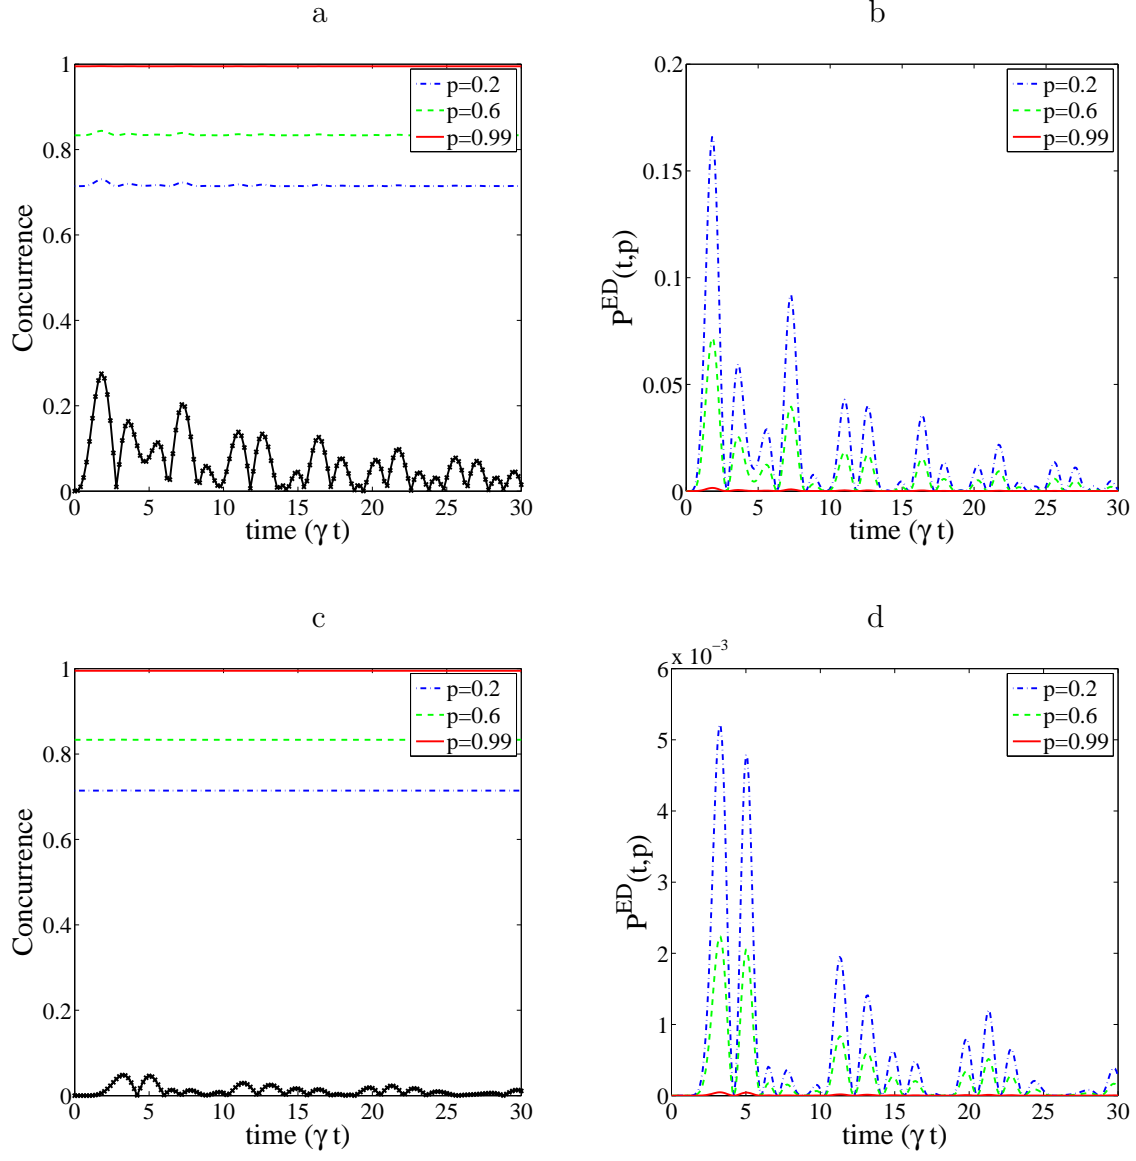 a
b
Concurrence
1
0.8
0.6
0.4
0.2
0
0 5 10 15 20 25 30
time (γ t)
p=0.2
p=0.6
p=0.99
P^ED(t,p)
0.2
0.15
0.1
0.05
0
0 5 10 15 20 25 30
time (γ t)
p=0.2
p=0.6
p=0.99
c
d
Concurrence
1
0.8
0.6
0.4
0.2
0
0 5 10 15 20 25 30
time (γ t)
p=0.2
p=0.6
p=0.99
x 10^−3
P^ED(t,p)
6
5
4
3
2
1
0
0 5 10 15 20 25 30
time (γ t)
p=0.2
p=0.6
p=0.99